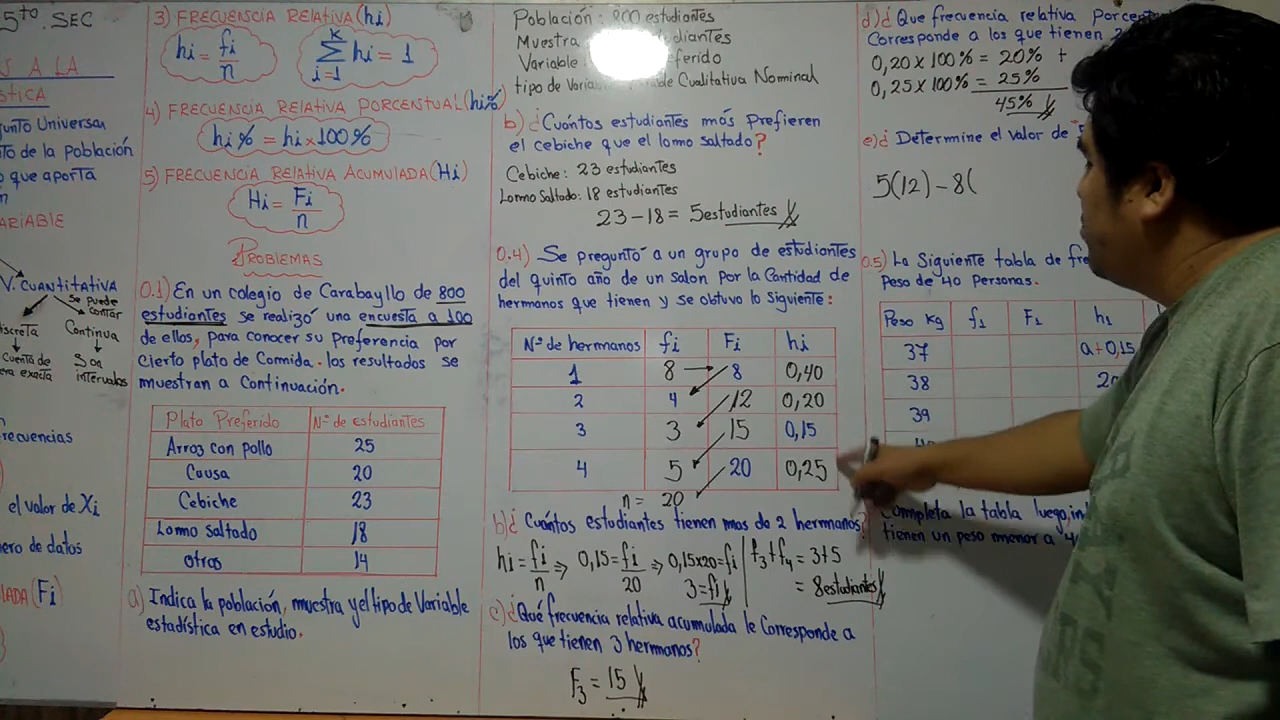 5to. SEC
S A LA
STICA
junto Universal
to de la población
o que aporta
n
ARIABLE
V. CUANTITATIVA
se puede
contar
iscreta
Continua
Cuenta de
era exacta
Son
intervalos
recuencias
el valor de Xi
ero de datos
LADA (Fi)
3) FRECUENCIA RELATIVA (hi)
hi = fi/n
K
Σ hi = 1
i=1
4) FRECUENCIA RELATIVA PORCENTUAL (hi%)
hi% = hi x 100%
5) FRECUENCIA RELATIVA ACUMULADA (Hi)
Hi = Fi/n
PROBLEMAS
0.1) En un colegio de Carabayllo de 800
estudiantes se realizó una encuesta a 100
de ellos, para conocer su Preferencia por
cierto plato de Comida. los resultados se
muestran a Continuación.
Plato Preferido N° de estudiantes
Arroz con pollo 25
Causa 20
Cebiche 23
Lomo saltado 18
otros 14
a) Indica la población, muestra y el tipo de Variable
estadística en estudio.
Población: 800 estudiantes
Muestra diantes
Variable ferido
tipo de Varia able Cualitativa Nominal
b) ¿Cuántos estudiantes más Prefieren
el cebiche que el lomo saltado?
Cebiche: 23 estudiantes
Lomo Saltado: 18 estudiantes
23 - 18 = 5 estudiantes
0.4) Se preguntó a un grupo de estudiantes
del quinto año de un salon por la Cantidad de
hermanos que tienen y se obtuvo lo Siguiente:
N° de hermanos fi Fi hi
1 8 8 0,40
2 4 12 0,20
3 3 15 0,15
4 5 20 0,25
n = 20
b) ¿Cuántos estudiantes tienen mas de 2 hermanos?
hi = fi/n ⇒ 0,15 = fi/20 ⇒ 0,15x20 = fi
3 = fi
f3 + f4 = 3+5
= 8 estudiantes
c) ¿Qué frecuencia relativa acumulada le Corresponde a
los que tienen 3 hermanos?
F3 = 15
d) ¿Que frecuencia relativa Porcent
Corresponde a los que tienen 2
0,20 x 100% = 20% +
0,25 x 100% = 25%
45%
e) ¿Determine el valor de
5(12) - 8(
0.5) La Siguiente tabla de fre
Peso de 40 personas.
Peso Kg f1 F1 h1
37 a + 0,15
38 2a
39
Completa la tabla luego, in
tienen un peso menor a